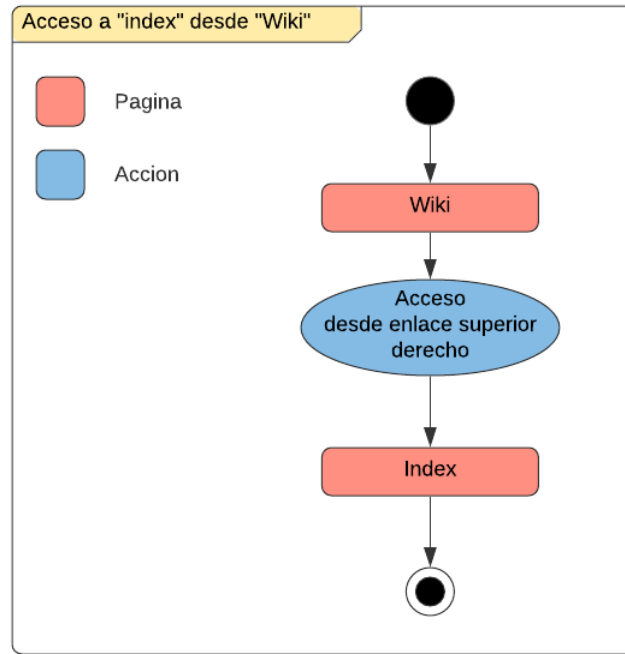 Acceso a "index" desde "Wiki"
Pagina
Accion
Wiki
Acceso
desde enlace superior
derecho
Index